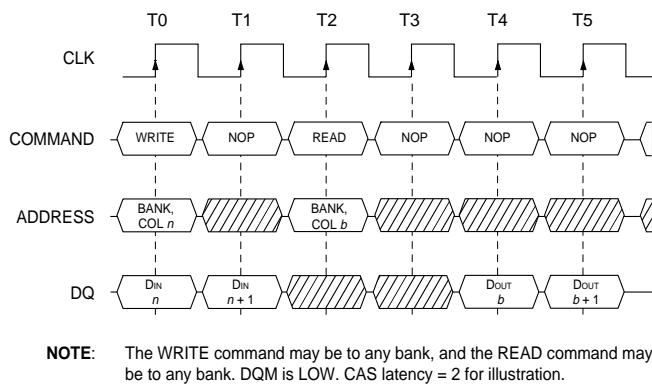 T0 T1 T2 T3 T4 T5
CLK
COMMAND WRITE NOP READ NOP NOP NOP
ADDRESS BANK, COL n BANK, COL b
DQ DIN n DIN n + 1 DOUT b DOUT b + 1
NOTE: The WRITE command may be to any bank, and the READ command may
be to any bank. DQM is LOW. CAS latency = 2 for illustration.